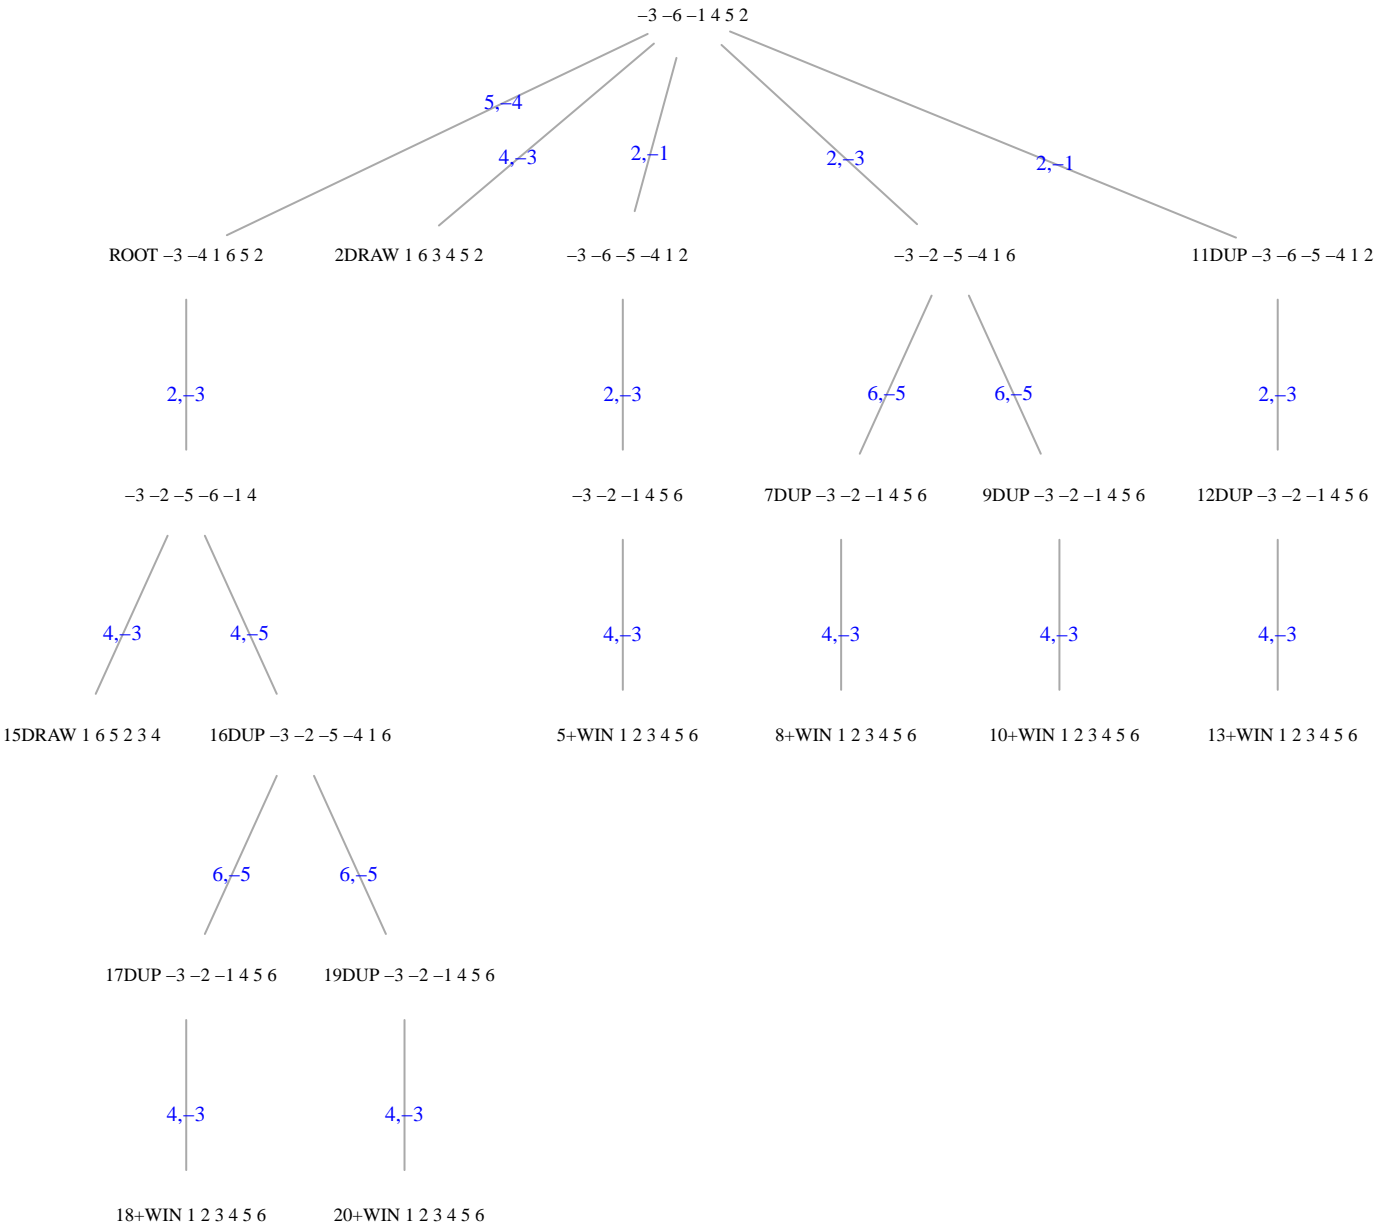 –3 –6 –1 4 5 2
5,–4
4,–3
2,–1
2,–3
2,–1
ROOT –3 –4 1 6 5 2
2DRAW 1 6 3 4 5 2
–3 –6 –5 –4 1 2
–3 –2 –5 –4 1 6
11DUP –3 –6 –5 –4 1 2
2,–3
2,–3
6,–5
6,–5
2,–3
–3 –2 –5 –6 –1 4
–3 –2 –1 4 5 6
7DUP –3 –2 –1 4 5 6
9DUP –3 –2 –1 4 5 6
12DUP –3 –2 –1 4 5 6
4,–3
4,–5
4,–3
4,–3
4,–3
4,–3
15DRAW 1 6 5 2 3 4
16DUP –3 –2 –5 –4 1 6
5+WIN 1 2 3 4 5 6
8+WIN 1 2 3 4 5 6
10+WIN 1 2 3 4 5 6
13+WIN 1 2 3 4 5 6
6,–5
6,–5
17DUP –3 –2 –1 4 5 6
19DUP –3 –2 –1 4 5 6
4,–3
4,–3
18+WIN 1 2 3 4 5 6
20+WIN 1 2 3 4 5 6